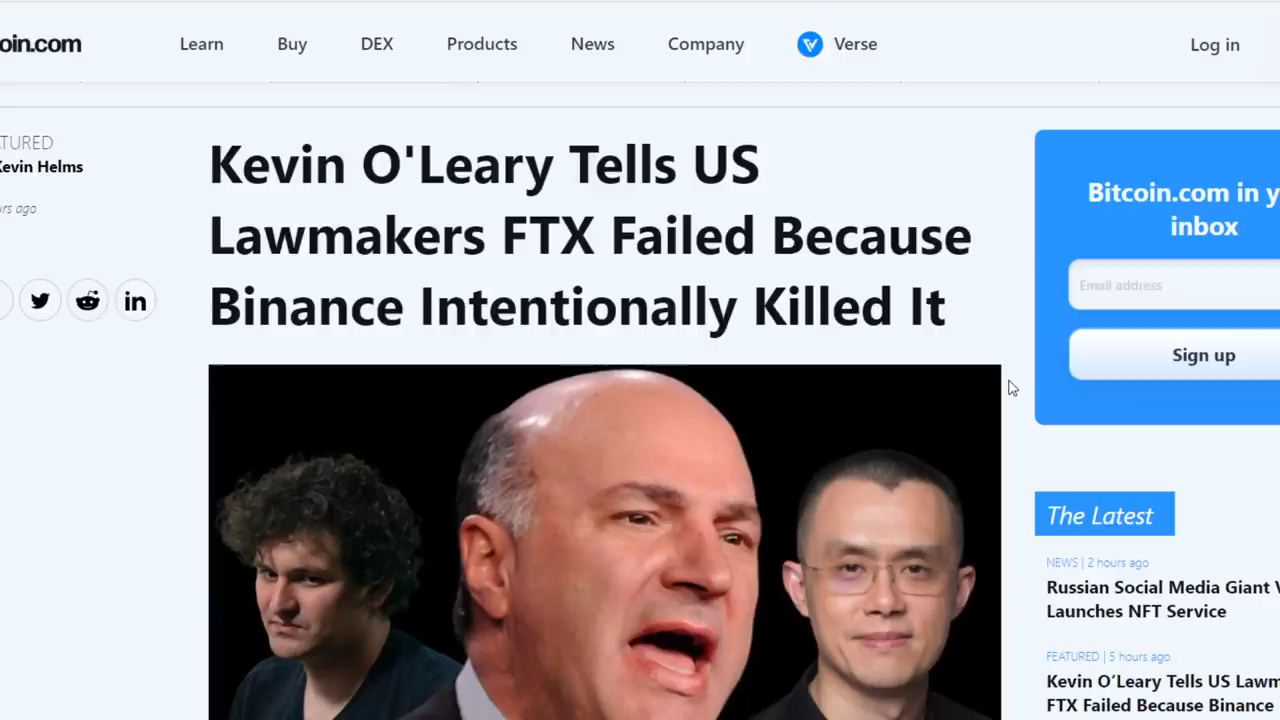 oin.com
Learn
Buy
DEX
Products
News
Company
Verse
Log in
TURED
Kevin Helms
rs ago
Kevin O'Leary Tells US
Lawmakers FTX Failed Because
Binance Intentionally Killed It
Bitcoin.com in y
inbox
Email address
Sign up
The Latest
NEWS | 2 hours ago
Russian Social Media Giant V
Launches NFT Service
FEATURED | 5 hours ago
Kevin O’Leary Tells US Lawm
FTX Failed Because Binance